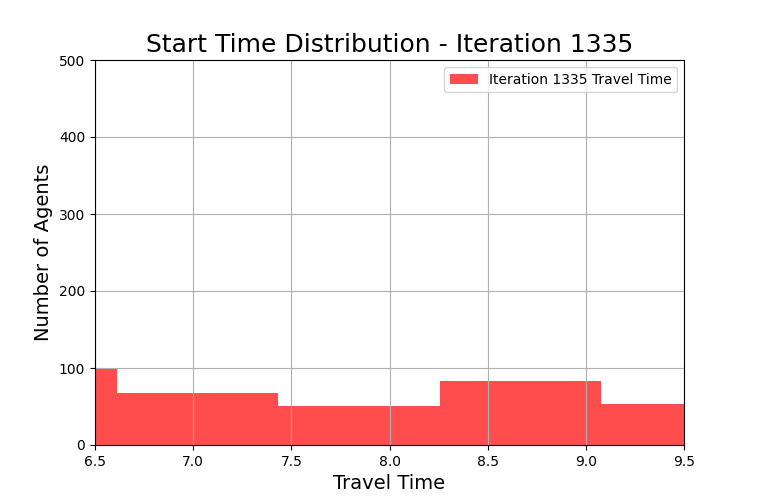 Start Time Distribution - Iteration 1335
Iteration 1335 Travel Time
Number of Agents
500
400
300
200
100
0
6.5 7.0 7.5 8.0 8.5 9.0 9.5
Travel Time